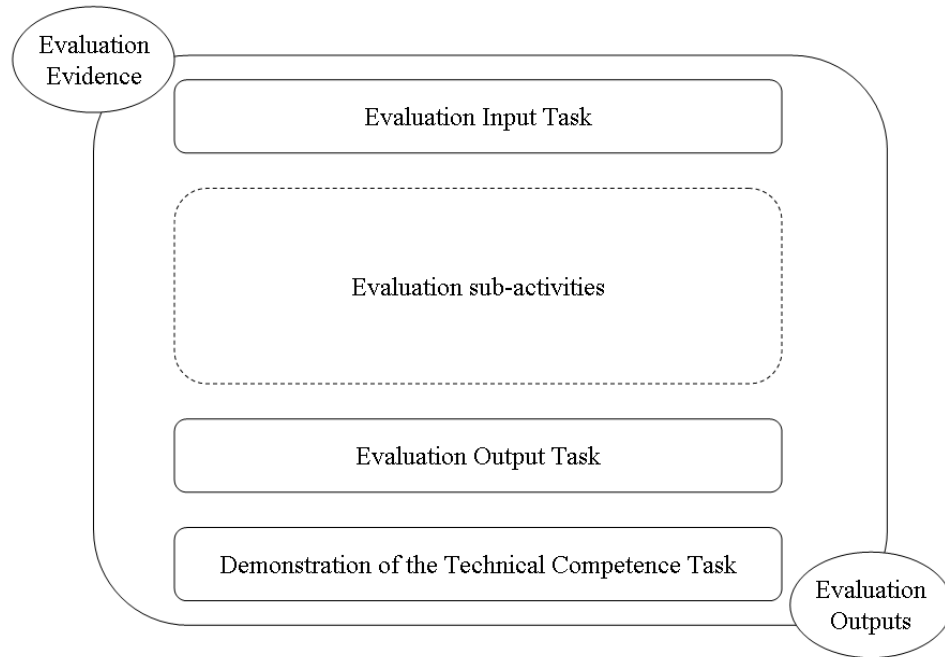 Evaluation
Evidence
Evaluation Input Task
Evaluation sub-activities
Evaluation Output Task
Demonstration of the Technical Competence Task
Evaluation
Outputs